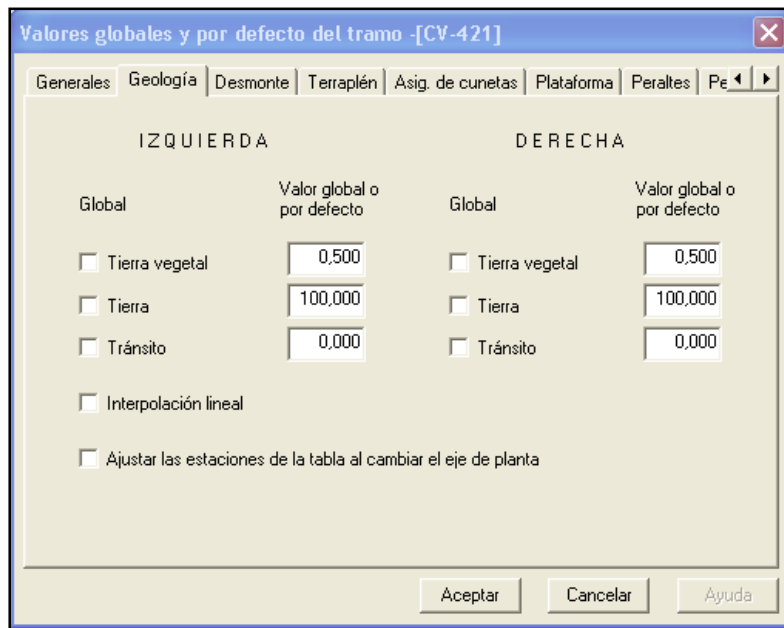 Valores globales y por defecto del tramo -[CV-421]
Generales Geología Desmonte Terraplén Asig. de cunetas Plataforma Peraltes Pe
IZQUIERDA DERECHA
Global Valor global o por defecto Global Valor global o por defecto
Tierra vegetal 0,500 Tierra vegetal 0,500
Tierra 100,000 Tierra 100,000
Tránsito 0,000 Tránsito 0,000
Interpolación lineal
Ajustar las estaciones de la tabla al cambiar el eje de planta
Aceptar Cancelar Ayuda